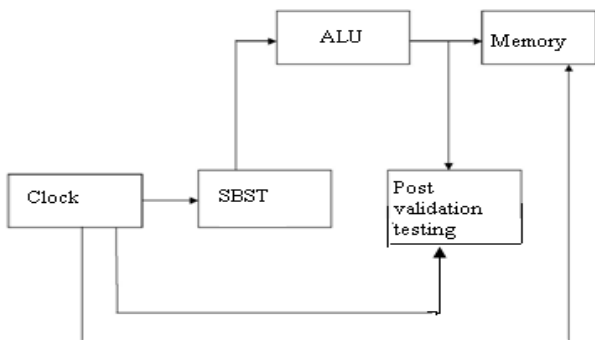 ALU
Memory
Clock
SBST
Post
validation
testing